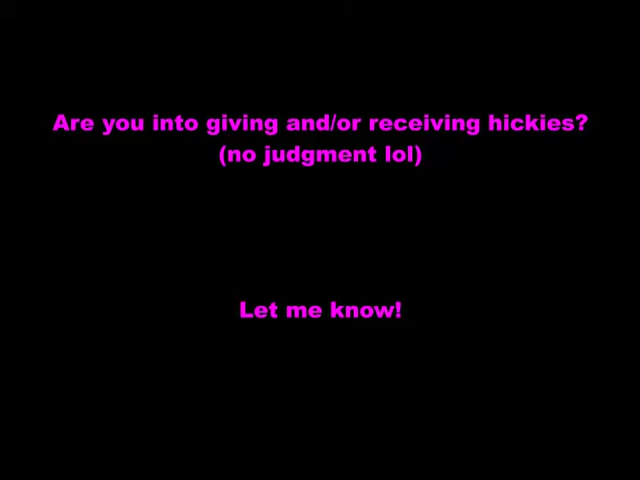 Are you into giving and/or receiving hickies?
(no judgment lol)
Let me know!